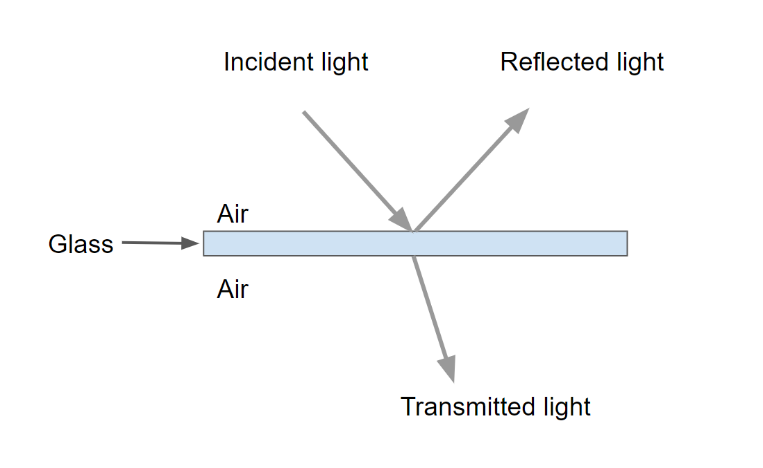 Incident light
Reflected light
Air
Glass
Air
Transmitted light